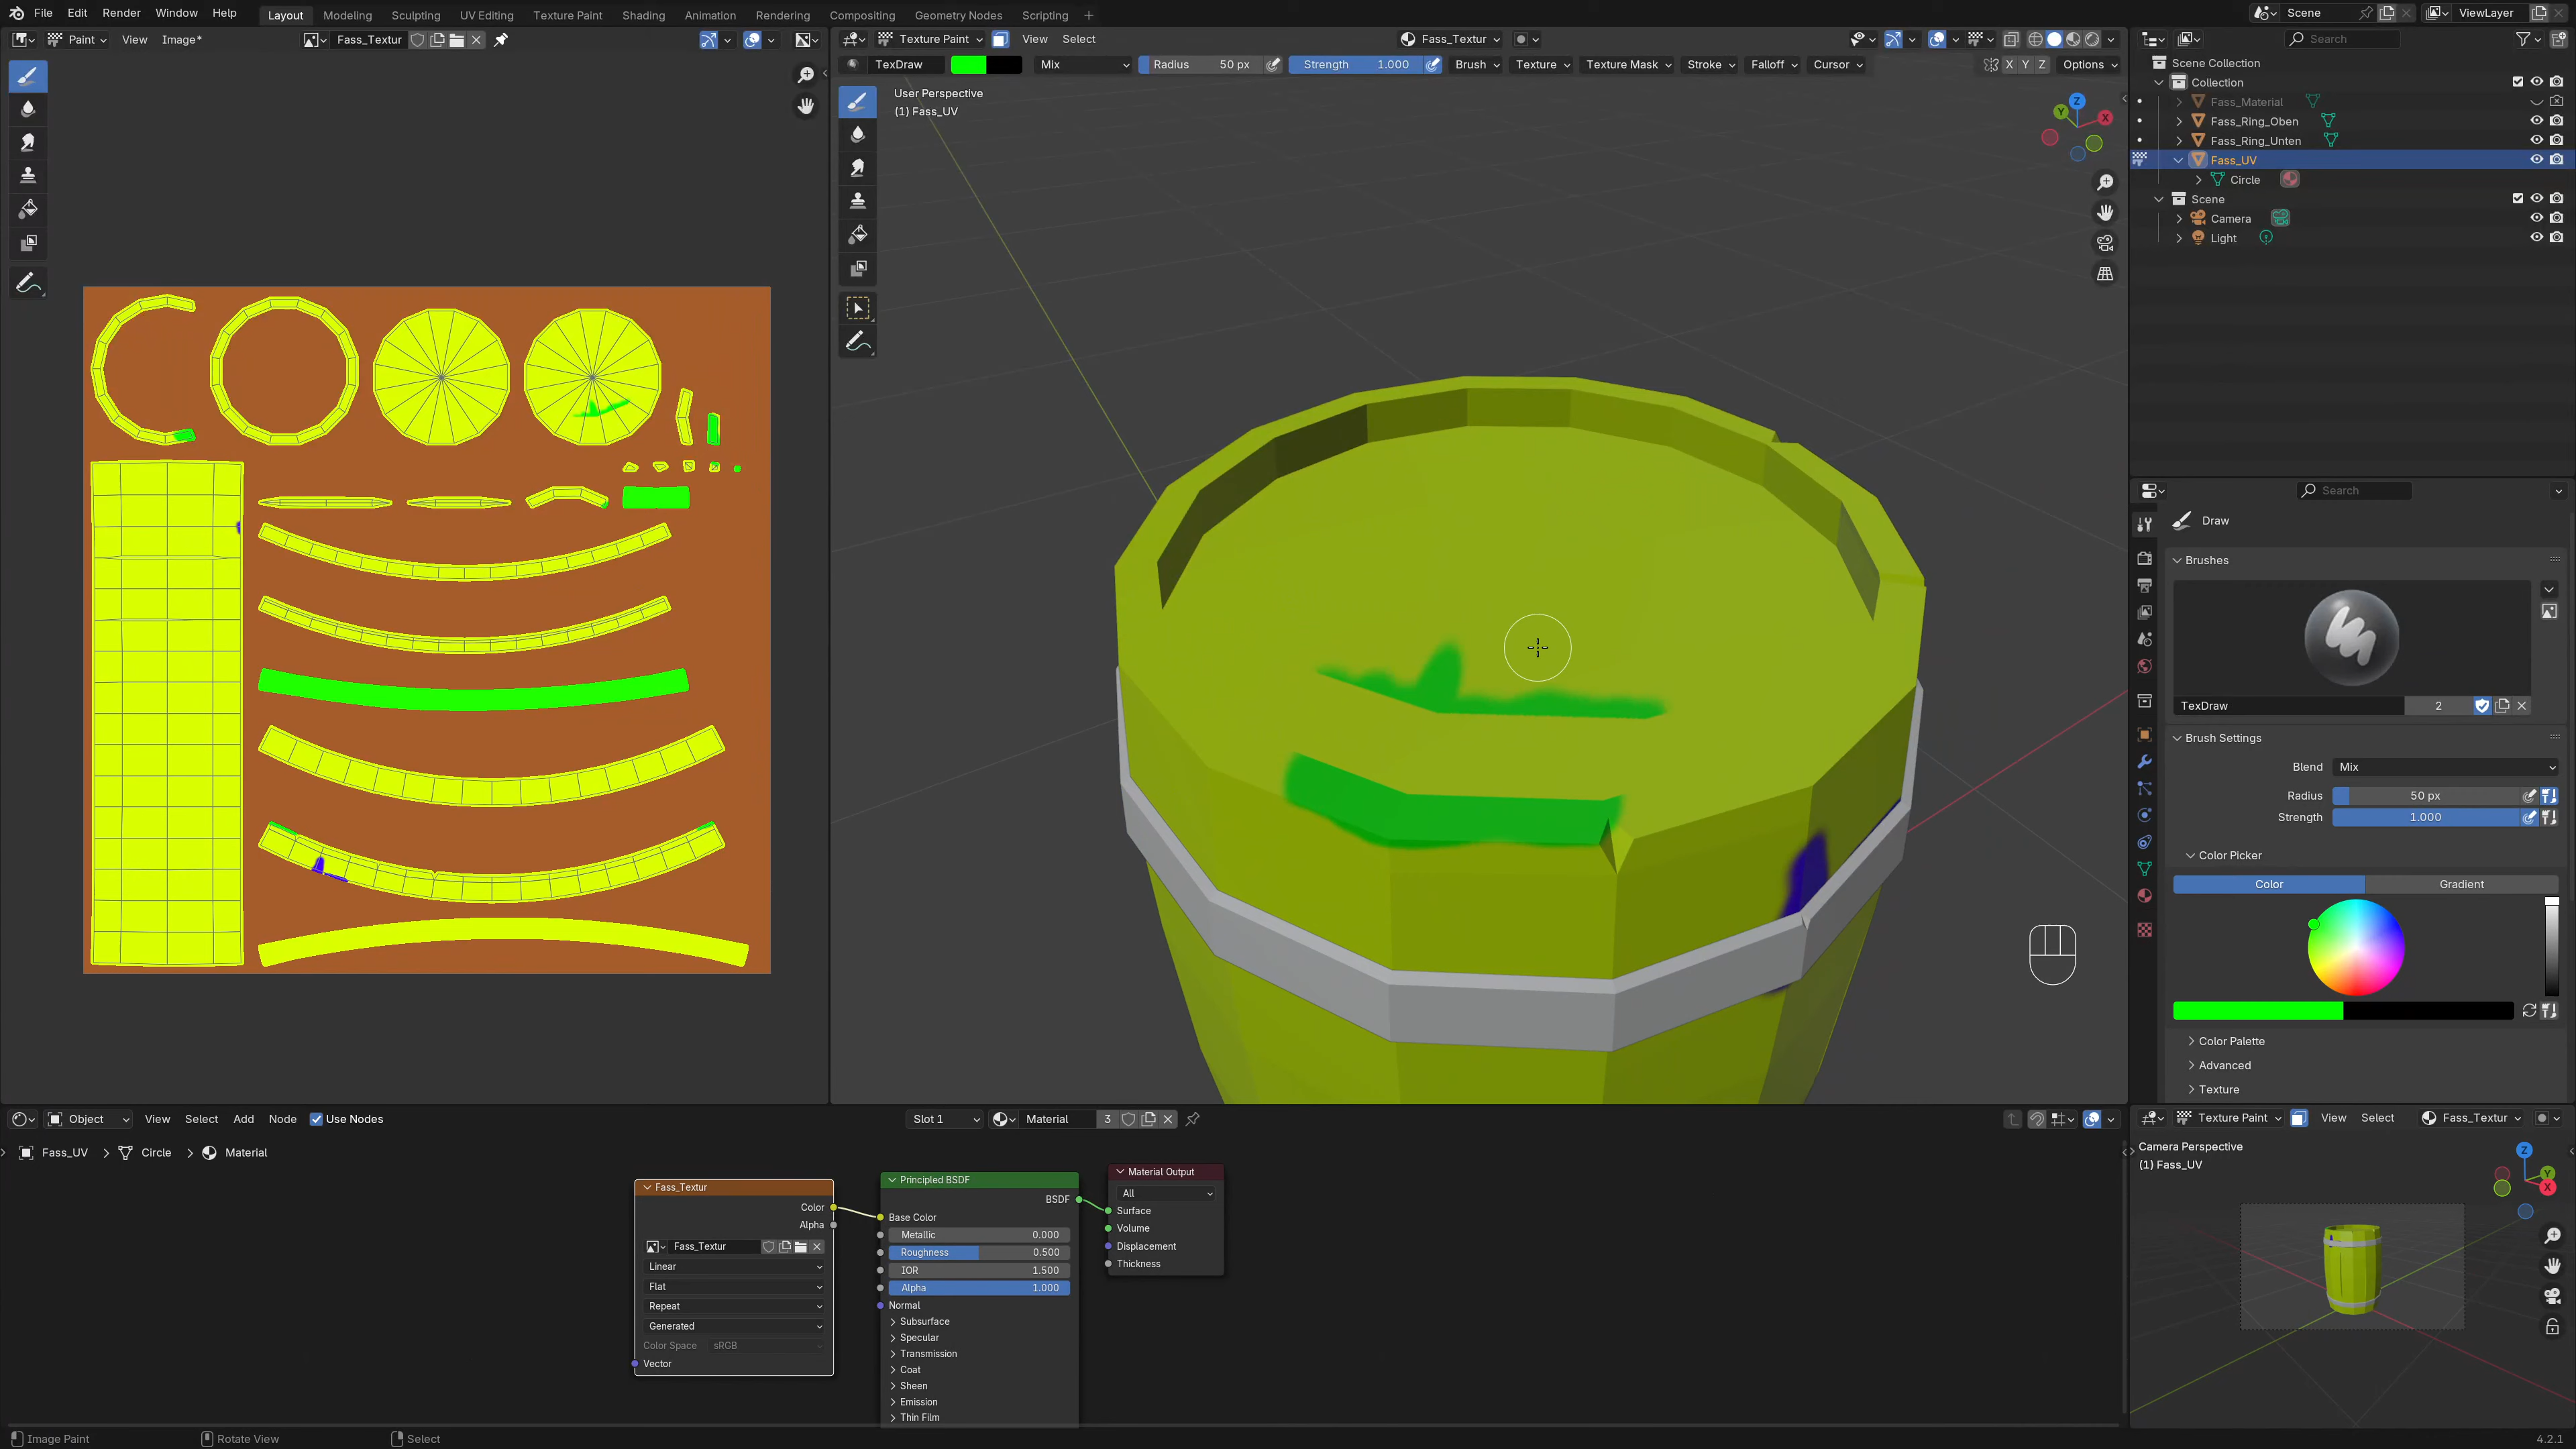 File Edit Render Window Help Layout Modeling Sculpting UV Editing Texture Paint Shading Animation Rendering Compositing Geometry Nodes Scripting + Scene ViewLayer
Paint View Image* Fass_Textur
Texture Paint View Select Fass_Textur
TexDraw Mix Radius 50 px Strength 1.000 Brush Texture Texture Mask Stroke Falloff Cursor X Y Z Options
User Perspective
(1) Fass_UV
Z
Y
X
Search
Scene Collection
Collection
Fass_Material
Fass_Ring_Oben
Fass_Ring_Unten
Fass_UV
Circle
Scene
Camera
Light
Search
Draw
Brushes
TexDraw 2
Brush Settings
Blend Mix
Radius 50 px
Strength 1.000
Color Picker
Color Gradient
Color Palette
Advanced
Texture
Object View Select Add Node Use Nodes Slot 1 Material 3
Fass_UV > Circle > Material
Fass_Textur
Color
Alpha
Fass_Textur
Linear
Flat
Repeat
Generated
Color Space sRGB
Vector
Principled BSDF
BSDF
Base Color
Metallic 0.000
Roughness 0.500
IOR 1.500
Alpha 1.000
Normal
Subsurface
Specular
Transmission
Coat
Sheen
Emission
Thin Film
Material Output
All
Surface
Volume
Displacement
Thickness
Texture Paint View Select Fass_Textur
Camera Perspective
(1) Fass_UV
Z
Y
X
Image Paint Rotate View Select 4.2.1